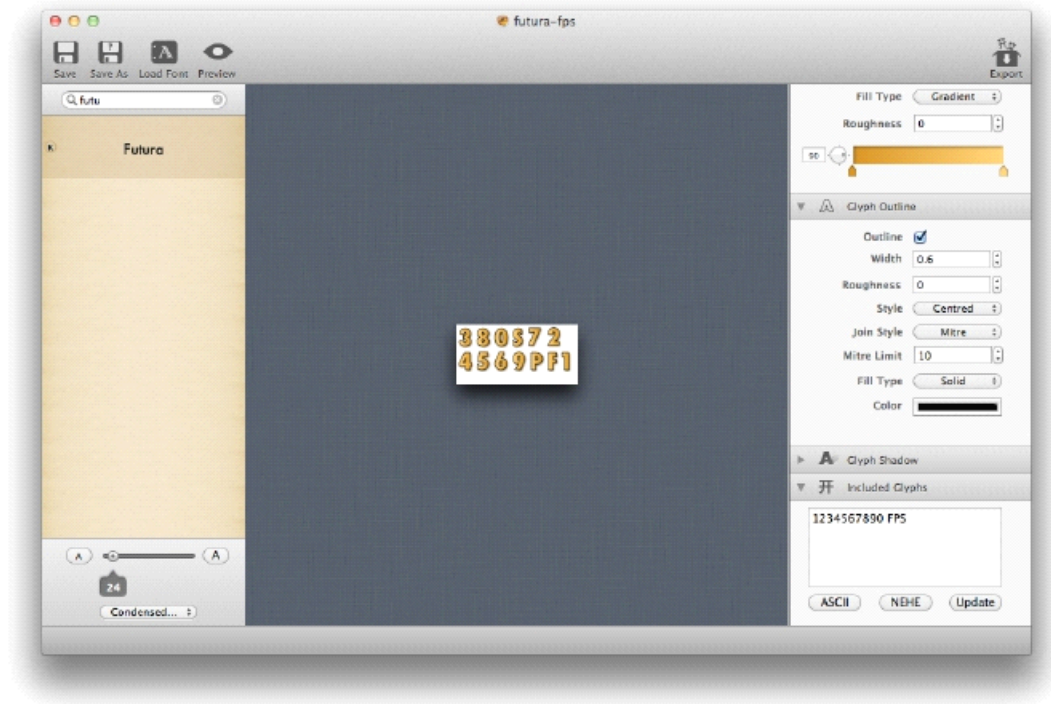 futura-fps
Save Save As Load Font Preview
Export
futu
Futura
A A
24
Condensed...
380S72
4569PF1
Fill Type Gradient
Roughness 0
Glyph Outline
Outline
Width 0.6
Roughness 0
Style Centred
Join Style Mitre
Mitre Limit 10
Fill Type Solid
Color
Glyph Shadow
Included Glyphs
1234567890 FPS
ASCII NEHE Update